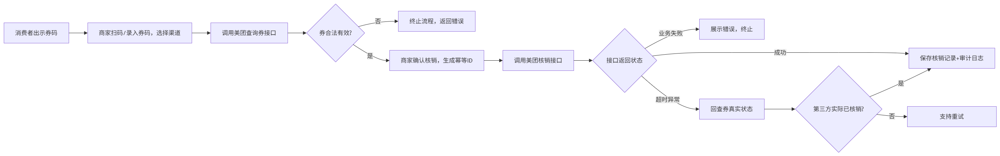 消费者出示券码
商家扫码/录入券码，选择渠道
调用美团查询券接口
券合法有效?
否
终止流程，返回错误
是
商家确认核销，生成幂等ID
调用美团核销接口
接口返回状态
业务失败
展示错误，终止
成功
保存核销记录+审计日志
超时异常
回查券真实状态
第三方实际已核销?
是
否
支持重试